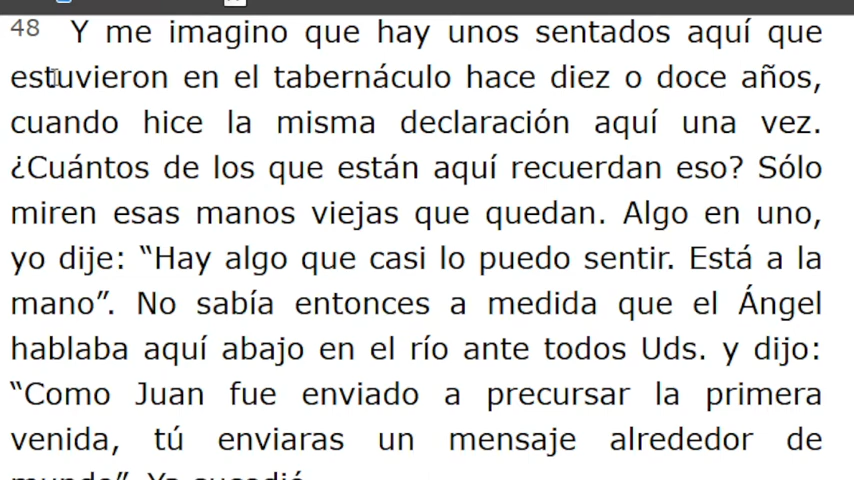 48 Y me imagino que hay unos sentados aquí que
estuvieron en el tabernáculo hace diez o doce años,
cuando hice la misma declaración aquí una vez.
¿Cuántos de los que están aquí recuerdan eso? Sólo
miren esas manos viejas que quedan. Algo en uno,
yo dije: “Hay algo que casi lo puedo sentir. Está a la
mano”. No sabía entonces a medida que el Ángel
hablaba aquí abajo en el río ante todos Uds. y dijo:
“Como Juan fue enviado a precursar la primera
venida, tú enviaras un mensaje alrededor de
mundo”. Ya sucedió.